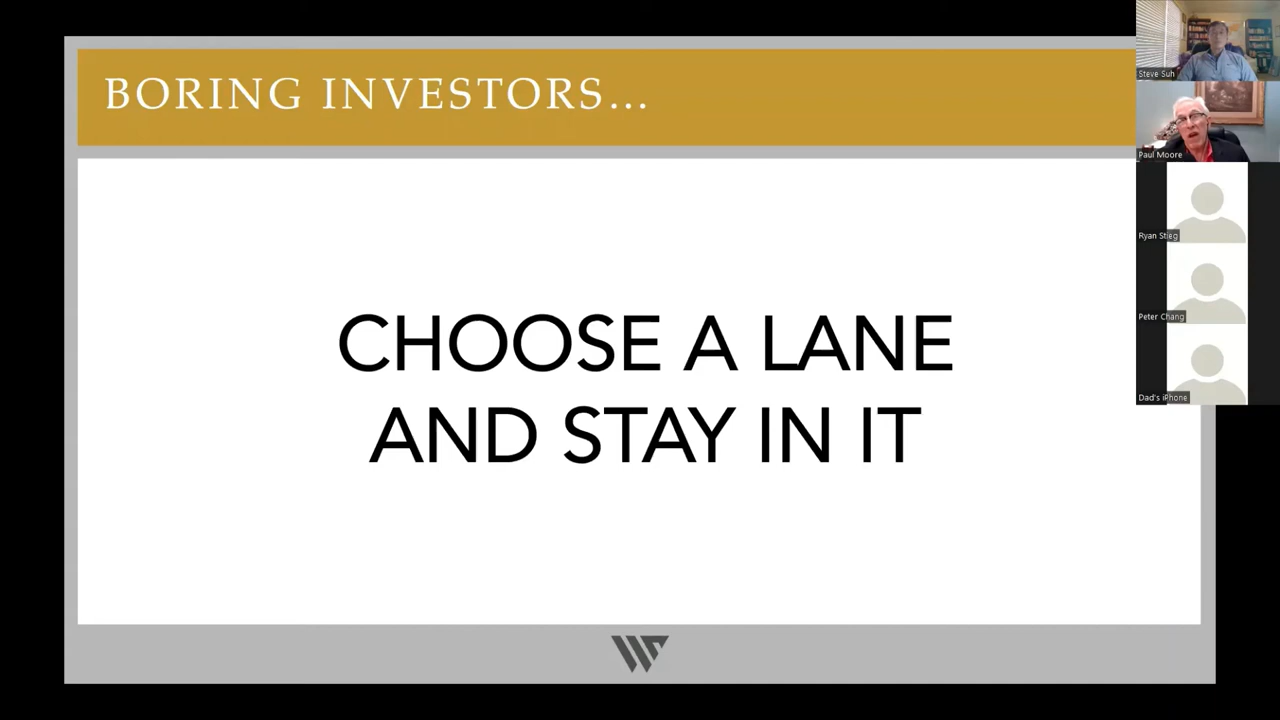 BORING INVESTORS...
CHOOSE A LANE
AND STAY IN IT
Steve Suh
Paul Moore
Ryan Stieg
Peter Chang
Dad's iPhone